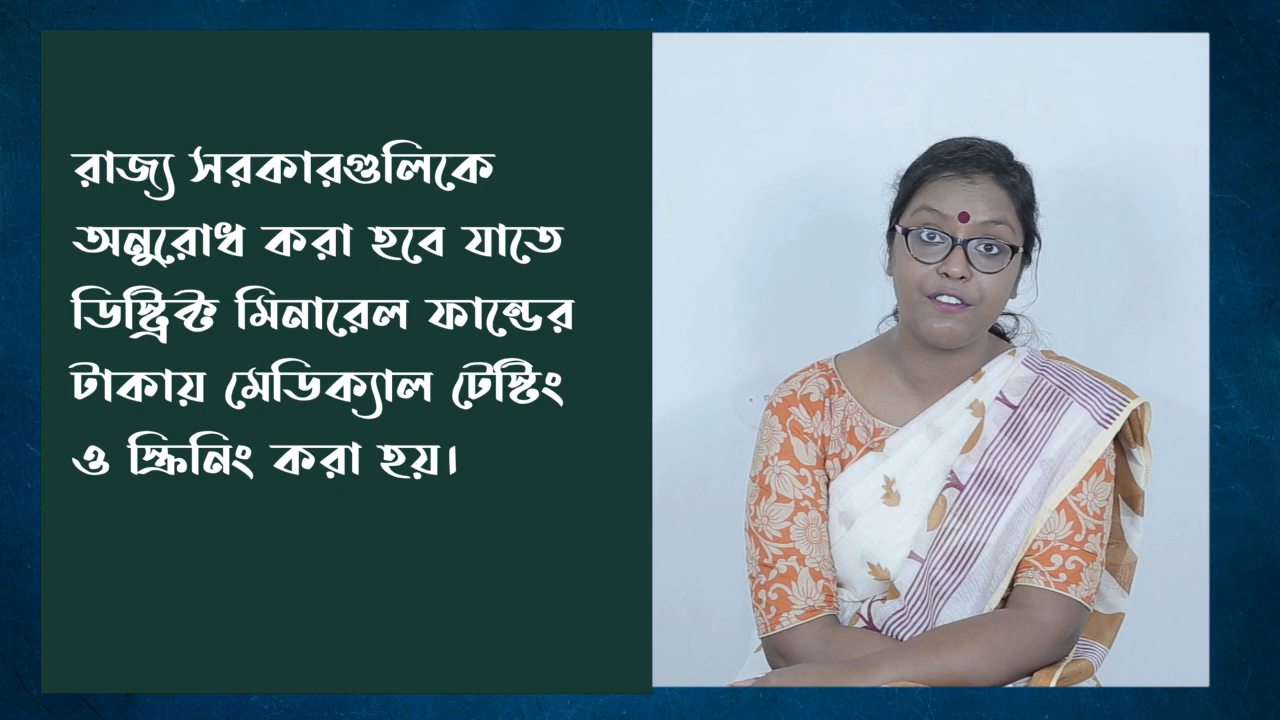 রাজ্য সরকারগুলিকে
অনুরোধ করা হবে যাতে
ডিস্ট্রিক্ট মিনারেল ফান্ডের
টাকায় মেডিক্যাল টেস্টিং
ও স্ক্রিনিং করা হয়।